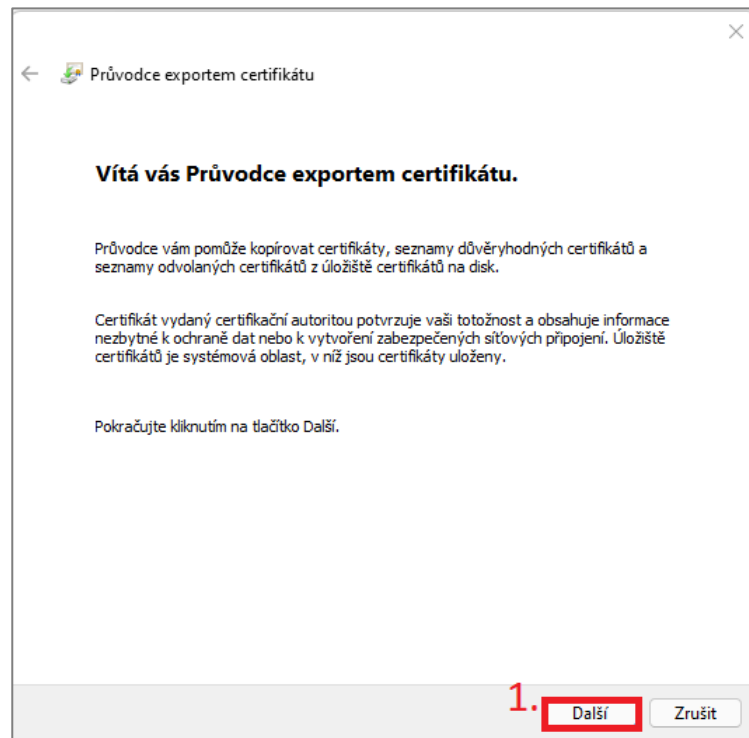 Průvodce exportem certifikátu
Vítá vás Průvodce exportem certifikátu.
Průvodce vám pomůže kopírovat certifikáty, seznamy důvěryhodných certifikátů a
seznamy odvolaných certifikátů z úložiště certifikátů na disk.
Certifikát vydaný certifikační autoritou potvrzuje vaši totožnost a obsahuje informace
nezbytné k ochraně dat nebo k vytvoření zabezpečených síťových připojení. Úložiště
certifikátů je systémová oblast, v níž jsou certifikáty uloženy.
Pokračujte kliknutím na tlačítko Další.
1. Další Zrušit